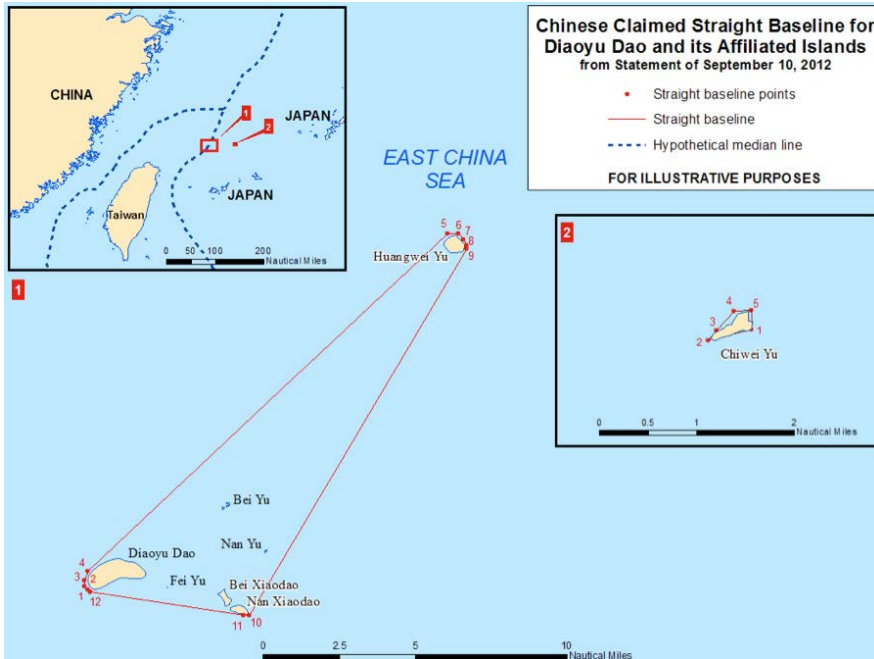 Chinese Claimed Straight Baseline for
Diaoyu Dao and its Affiliated Islands
from Statement of September 10, 2012
Straight baseline points
Straight baseline
Hypothetical median line
FOR ILLUSTRATIVE PURPOSES
CHINA
JAPAN
1
2
JAPAN
Taiwan
0 50 100 200
Nautical Miles
1
EAST CHINA
SEA
5 6 7
8
9
Huangwei Yu
2
4 5
3 1
2
Chiwei Yu
0 0.5 1 2
Nautical Miles
Bei Yu
Nan Yu
Diaoyu Dao
4
3 2
1 12
Fei Yu
Bei Xiaodao
Nan Xiaodao
11 10
0 2.5 5 10
Nautical Miles